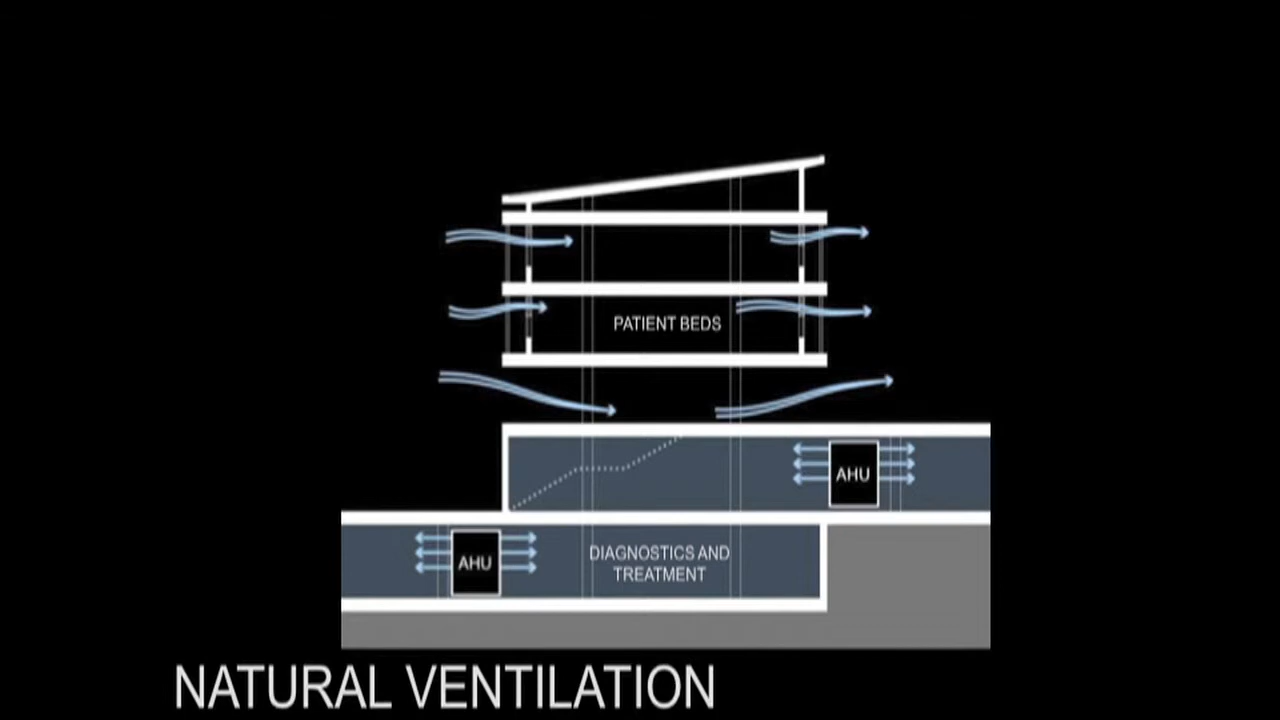 PATIENT BEDS
AHU
AHU
DIAGNOSTICS AND
TREATMENT
NATURAL VENTILATION